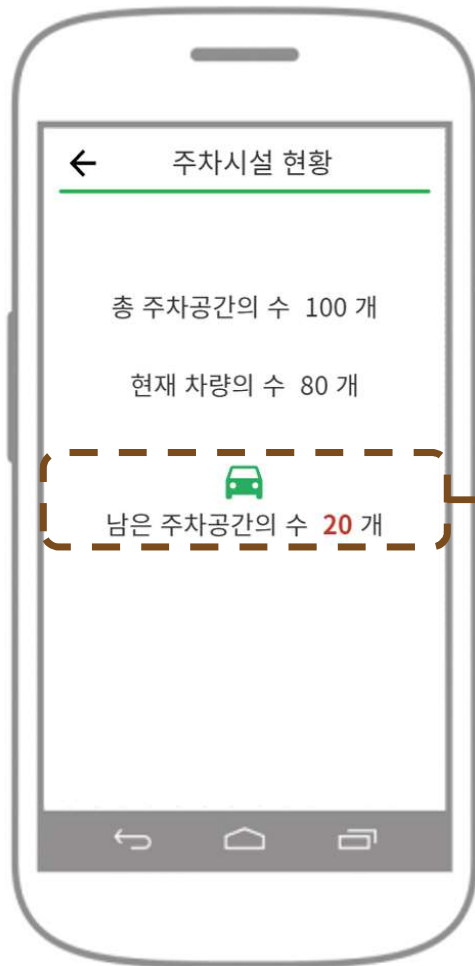 주차시설 현황
총 주차공간의 수 100 개
현재 차량의 수 80 개
남은 주차공간의 수 20 개